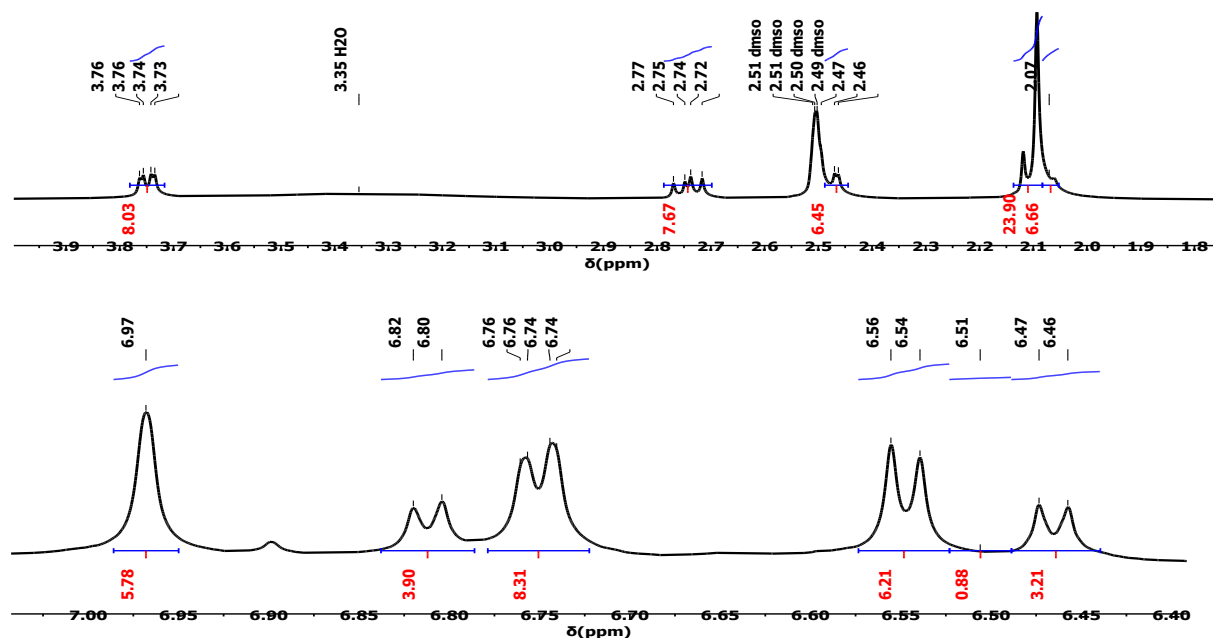 3.76 3.76 3.74 3.73 3.35 H2O 2.77 2.75 2.74 2.72 2.51 dmso 2.51 dmso 2.50 dmso 2.49 dmso 2.47 2.46 2.07
8.03 7.67 6.45 23.90 6.66
3.9 3.8 3.7 3.6 3.5 3.4 3.3 3.2 3.1 3.0 2.9 2.8 2.7 2.6 2.5 2.4 2.3 2.2 2.1 2.0 1.9 1.8
δ(ppm)
6.97 6.82 6.80 6.76 6.76 6.74 6.74 6.56 6.54 6.51 6.47 6.46
5.78 3.90 8.31 6.21 0.88 3.21
7.00 6.95 6.90 6.85 6.80 6.75 6.70 6.65 6.60 6.55 6.50 6.45 6.40
δ(ppm)